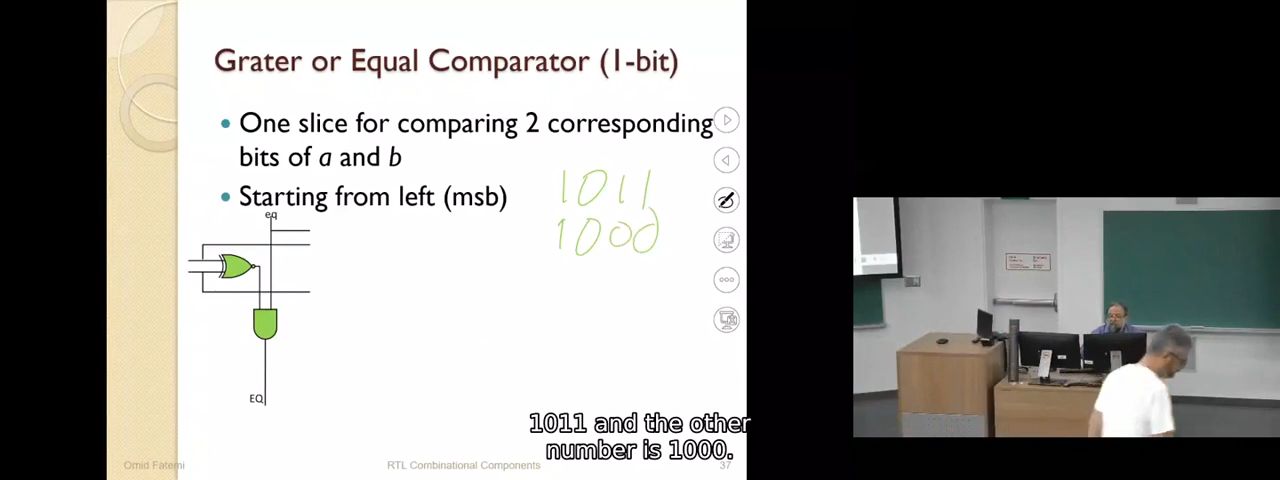 Grater or Equal Comparator (1-bit)
• One slice for comparing 2 corresponding
bits of a and b
• Starting from left (msb)
1011
1000
eq
EQ
1011 and the other
number is 1000.
Omid Fatemi
RTL Combinational Components
37